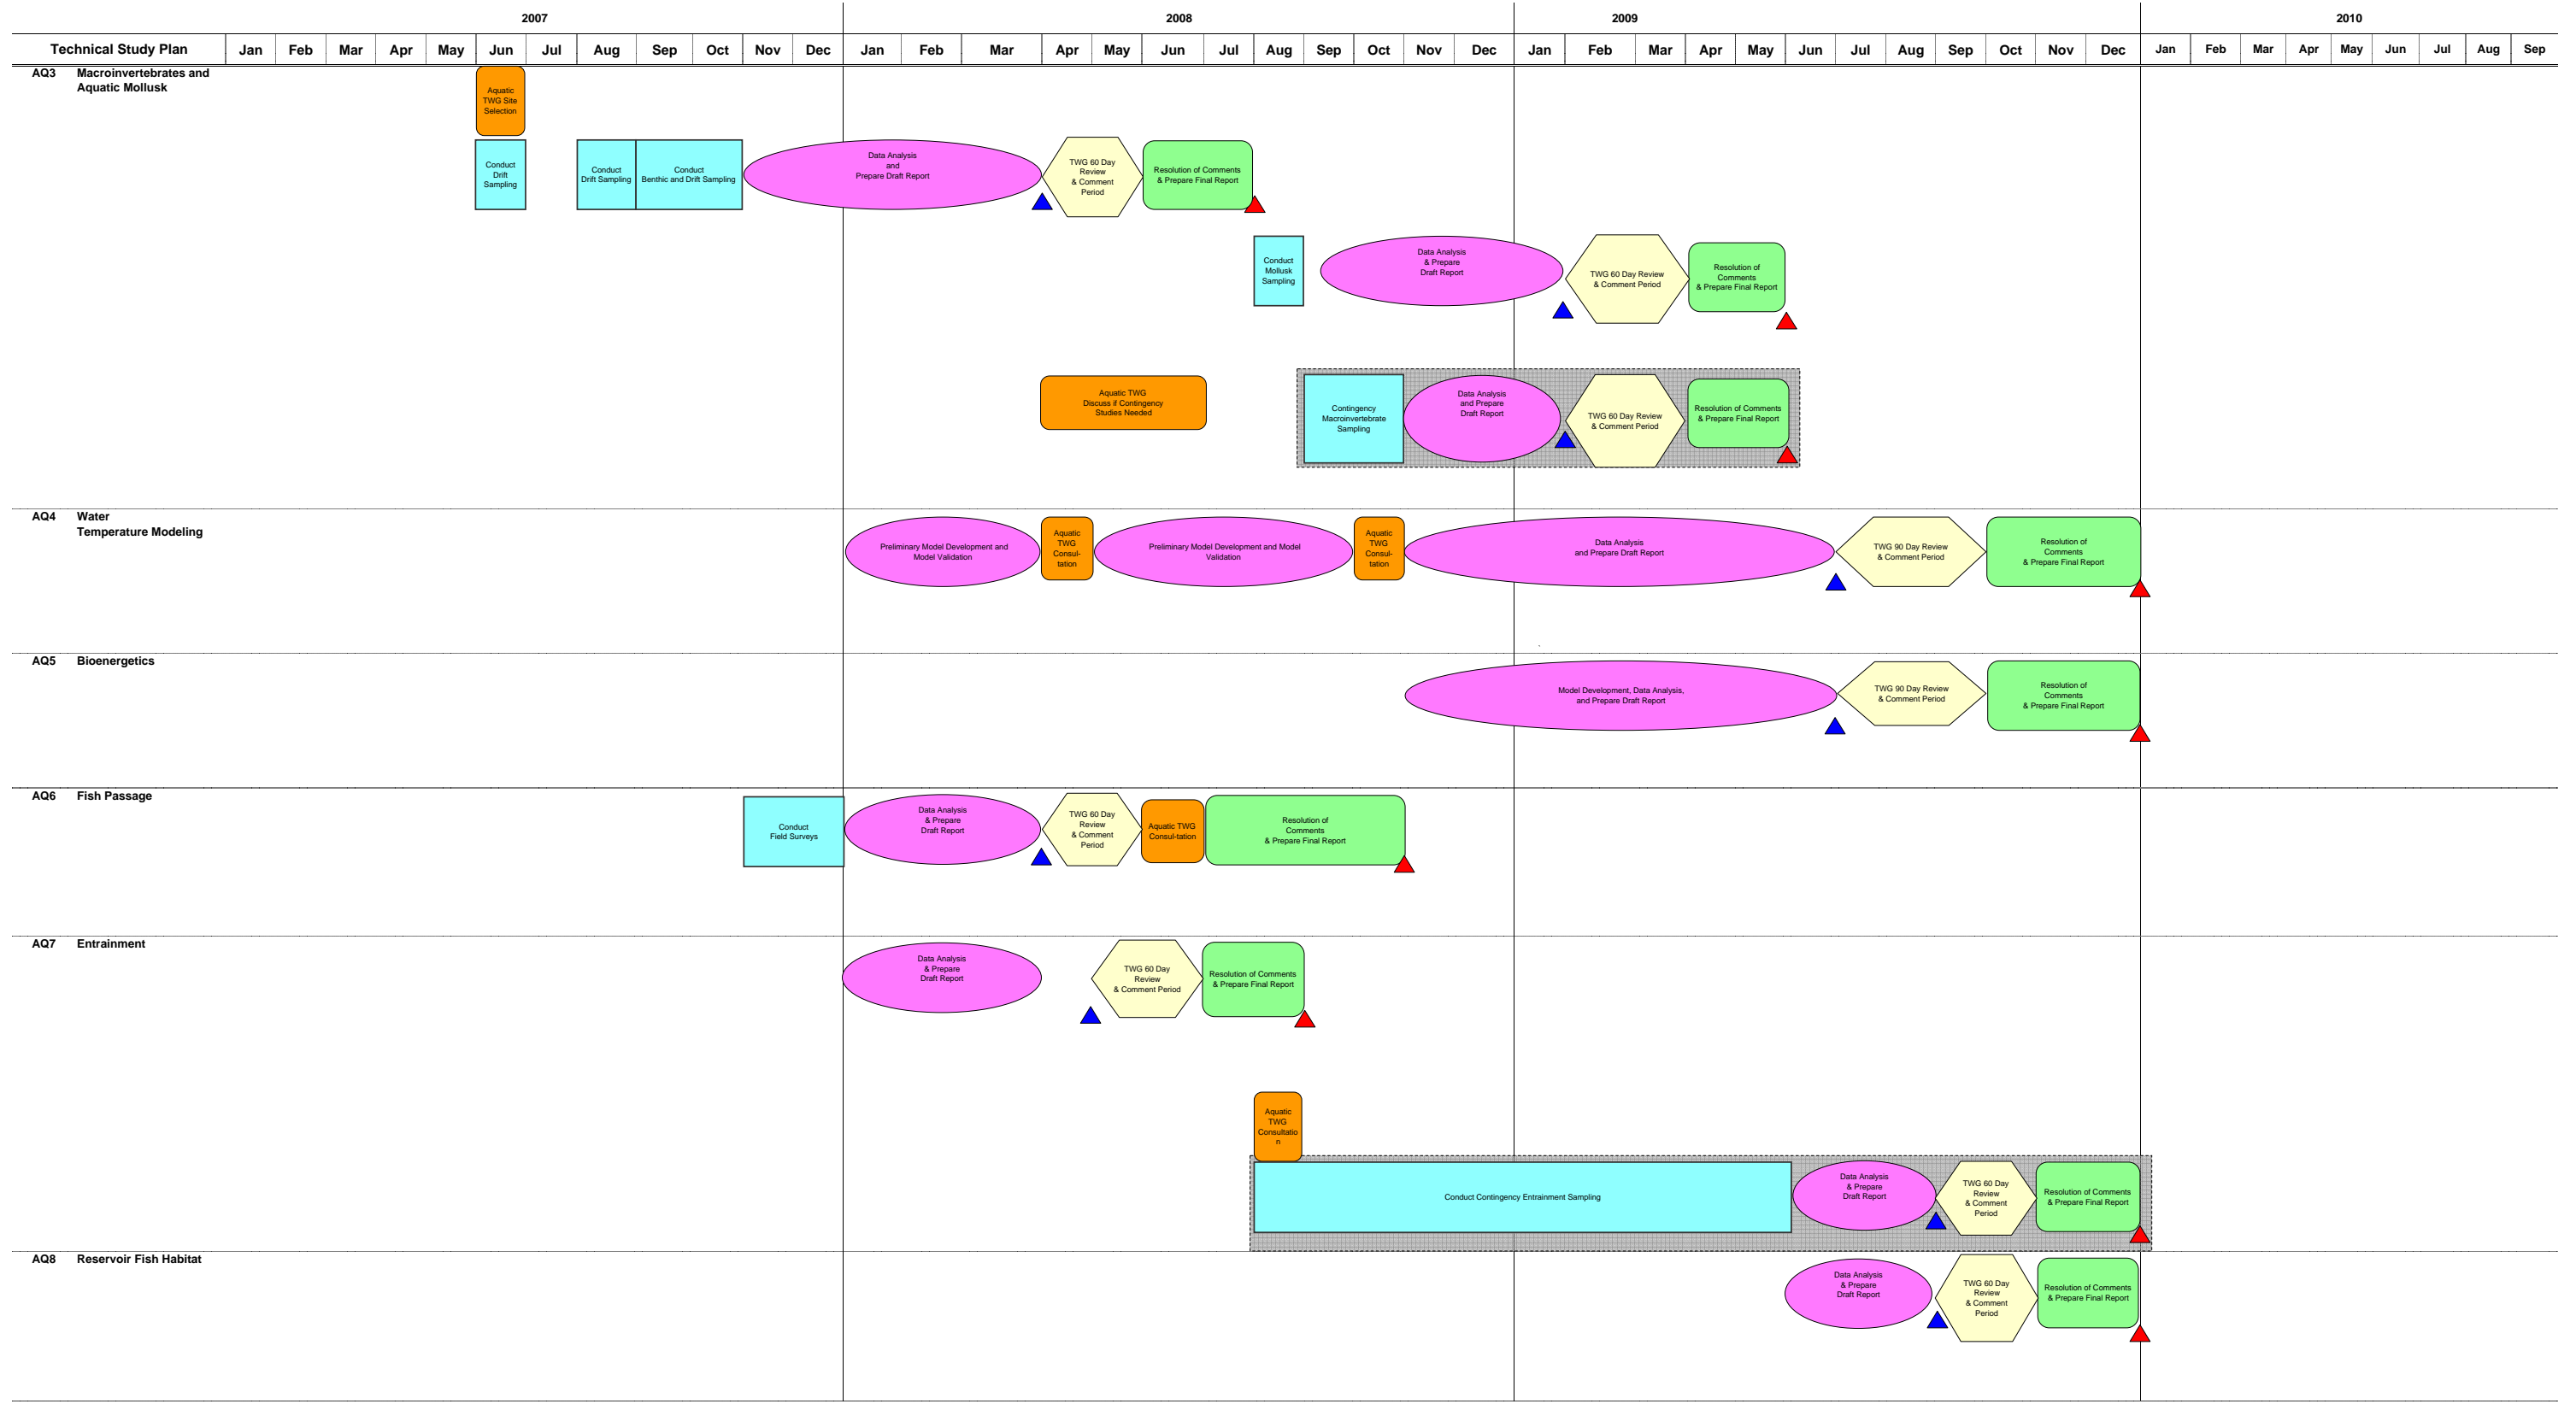 2007 2008 2009 2010
Technical Study Plan Jan Feb Mar Apr May Jun Jul Aug Sep Oct Nov Dec Jan Feb Mar Apr May Jun Jul Aug Sep Oct Nov Dec Jan Feb Mar Apr May Jun Jul Aug Sep Oct Nov Dec Jan Feb Mar Apr May Jun Jul Aug Sep
AQ3 Macroinvertebrates and
Aquatic Mollusk
Aquatic
TWG Site
Selection
Conduct
Drift
Sampling
Conduct
Drift Sampling
Conduct
Benthic and Drift Sampling
Data Analysis
and
Prepare Draft Report
TWG 60 Day
Review
& Comment
Period
Resolution of Comments
& Prepare Final Report
Conduct
Mollusk
Sampling
Data Analysis
& Prepare
Draft Report
TWG 60 Day Review
& Comment Period
Resolution of
Comments
& Prepare Final Report
Aquatic TWG
Discuss if Contingency
Studies Needed
Contingency
Macroinvertebrate
Sampling
Data Analysis
and Prepare
Draft Report
TWG 60 Day Review
& Comment Period
Resolution of Comments
& Prepare Final Report
AQ4 Water
Temperature Modeling
Preliminary Model Development and
Model Validation
Aquatic
TWG
Consul-
tation
Preliminary Model Development and Model
Validation
Aquatic
TWG
Consul-
tation
Data Analysis
and Prepare Draft Report
TWG 90 Day Review
& Comment Period
Resolution of
Comments
& Prepare Final Report
AQ5 Bioenergetics
Model Development, Data Analysis,
and Prepare Draft Report
TWG 90 Day Review
& Comment Period
Resolution of
Comments
& Prepare Final Report
AQ6 Fish Passage
Conduct
Field Surveys
Data Analysis
& Prepare
Draft Report
TWG 60 Day
Review
& Comment
Period
Aquatic TWG
Consul-tation
Resolution of
Comments
& Prepare Final Report
AQ7 Entrainment
Data Analysis
& Prepare
Draft Report
TWG 60 Day
Review
& Comment Period
Resolution of Comments
& Prepare Final Report
Aquatic
TWG
Consultatio
n
Conduct Contingency Entrainment Sampling
Data Analysis
& Prepare
Draft Report
TWG 60 Day
Review
& Comment
Period
Resolution of Comments
& Prepare Final Report
AQ8 Reservoir Fish Habitat
Data Analysis
& Prepare
Draft Report
TWG 60 Day
Review
& Comment
Period
Resolution of Comments
& Prepare Final Report